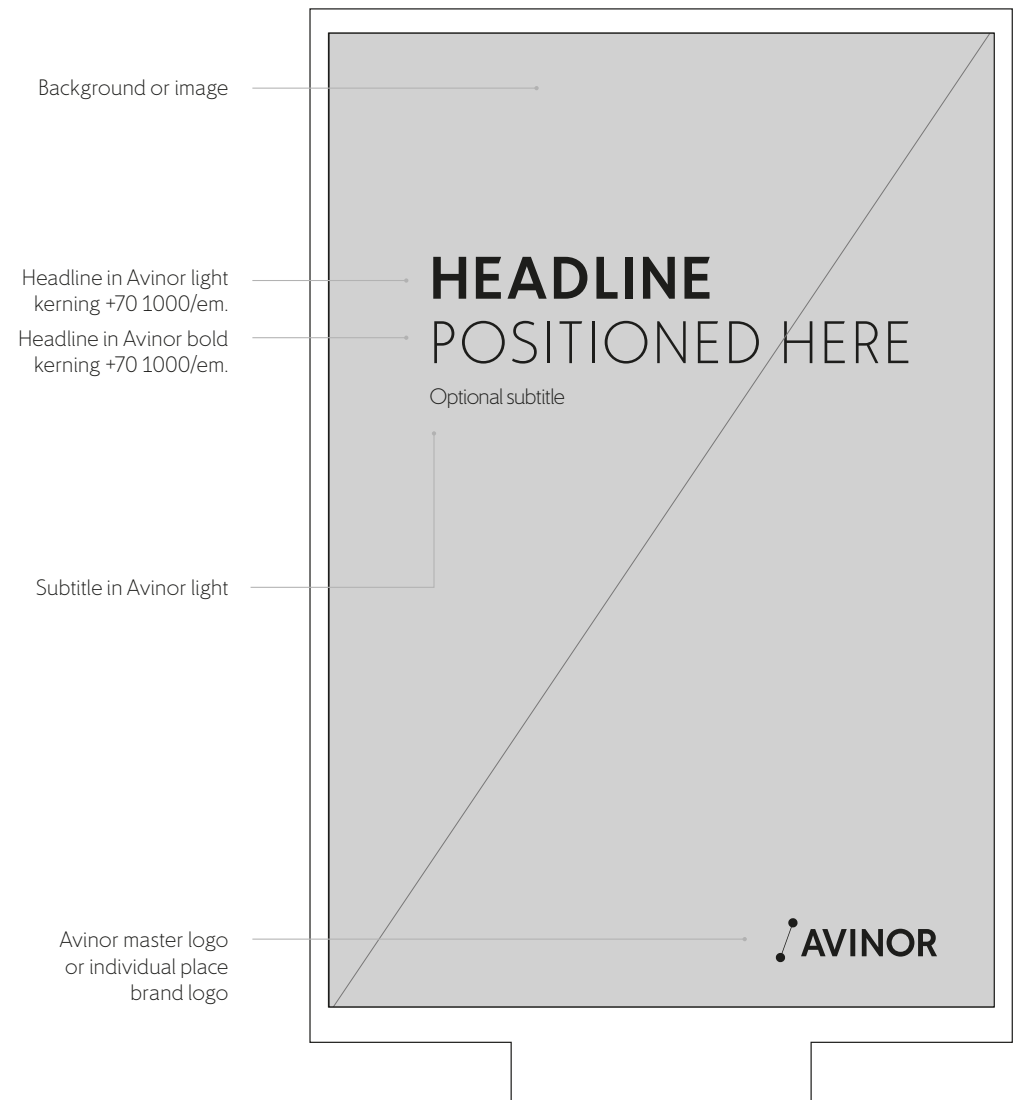 Background or image
Headline in Avinor light
kerning +70 1000/em.
Headline in Avinor bold
kerning +70 1000/em.
HEADLINE
POSITIONED HERE
Optional subtitle
Subtitle in Avinor light
Avinor master logo
or individual place
brand logo
AVINOR